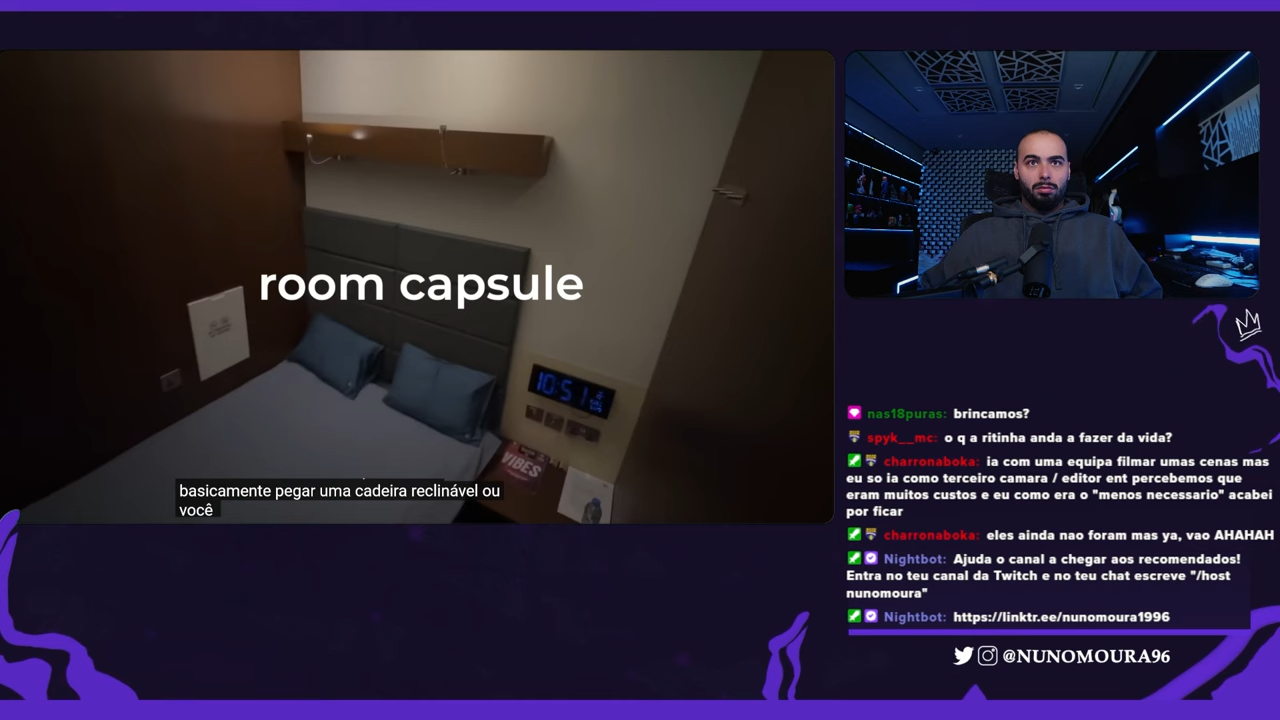 room capsule
10:51
VIBES
basicamente pegar uma cadeira reclinável ou
você
nas18puras: brincamos?
spyk__mc: o q a ritinha anda a fazer da vida?
charronaboka: ia com uma equipa filmar umas cenas mas
eu so ia como terceiro camara / editor ent percebemos que
eram muitos custos e eu como era o "menos necessario" acabei
por ficar
charronaboka: eles ainda nao foram mas ya, vao AHAHAH
Nightbot: Ajuda o canal a chegar aos recomendados!
Entra no teu canal da Twitch e no teu chat escreve "/host
nunomoura"
Nightbot: https://linktr.ee/nunomoura1996
@NUNOMOURA96